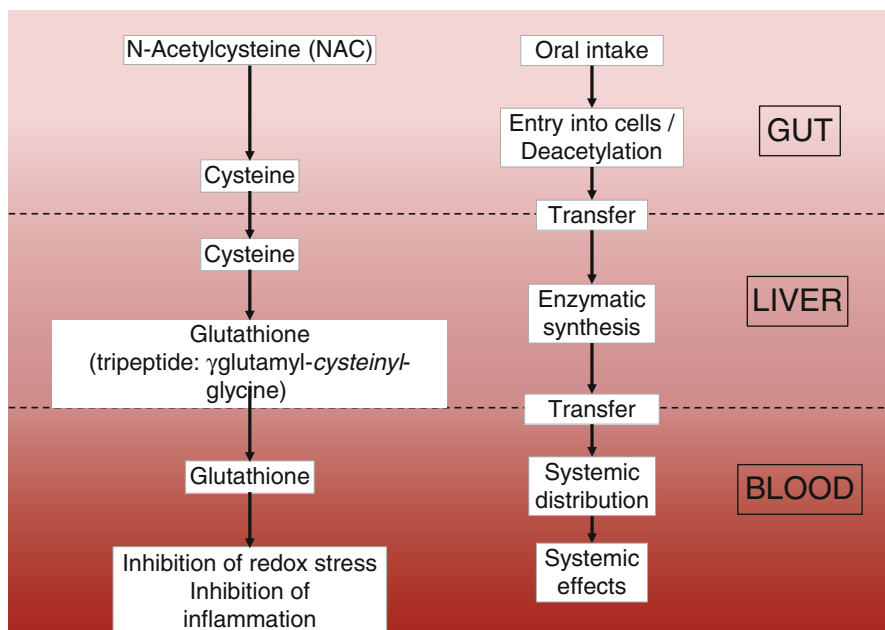 N-Acetylcysteine (NAC)
Cysteine
Cysteine
Glutathione
(tripeptide: γglutamyl-cysteinyl-
glycine)
Glutathione
Inhibition of redox stress
Inhibition of
inflammation
Oral intake
Entry into cells /
Deacetylation
Transfer
Enzymatic
synthesis
Transfer
Systemic
distribution
Systemic
effects
GUT
LIVER
BLOOD